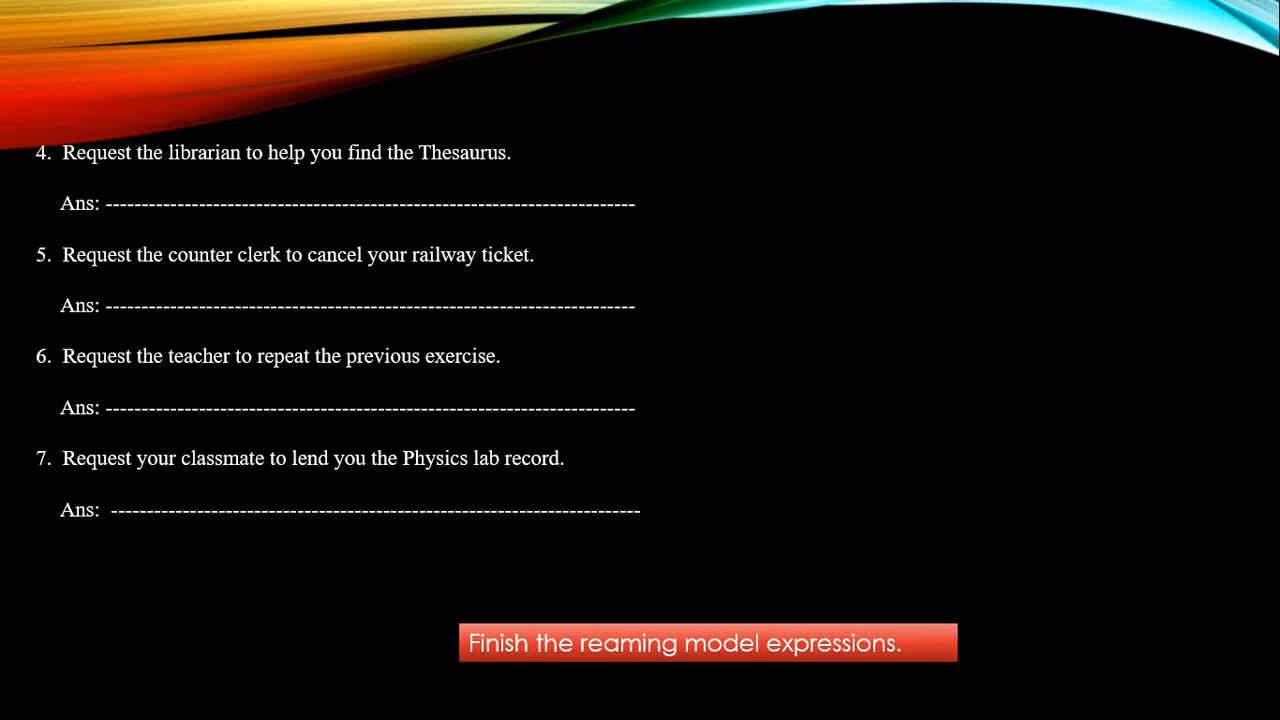 4. Request the librarian to help you find the Thesaurus.
Ans: --------------------------------------------------------------------------
5. Request the counter clerk to cancel your railway ticket.
Ans: --------------------------------------------------------------------------
6. Request the teacher to repeat the previous exercise.
Ans: --------------------------------------------------------------------------
7. Request your classmate to lend you the Physics lab record.
Ans: --------------------------------------------------------------------------
Finish the reaming model expressions.